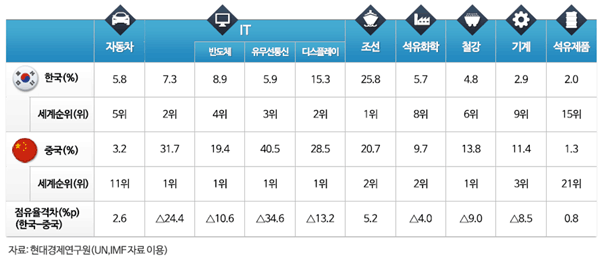 자동차 IT 조선 석유화학 철강 기계 석유제품
반도체 유무선통신 디스플레이
한국(%) 5.8 7.3 8.9 5.9 15.3 25.8 5.7 4.8 2.9 2.0
세계순위(위) 5위 2위 4위 3위 2위 1위 8위 6위 9위 15위
중국(%) 3.2 31.7 19.4 40.5 28.5 20.7 9.7 13.8 11.4 1.3
세계순위(위) 11위 1위 1위 1위 1위 2위 2위 1위 3위 21위
점유율격차(%p) 2.6 △24.4 △10.6 △34.6 △13.2 5.2 △4.0 △9.0 △8.5 0.8
(한국-중국)
자료: 현대경제연구원(UN,IMF 자료 이용)